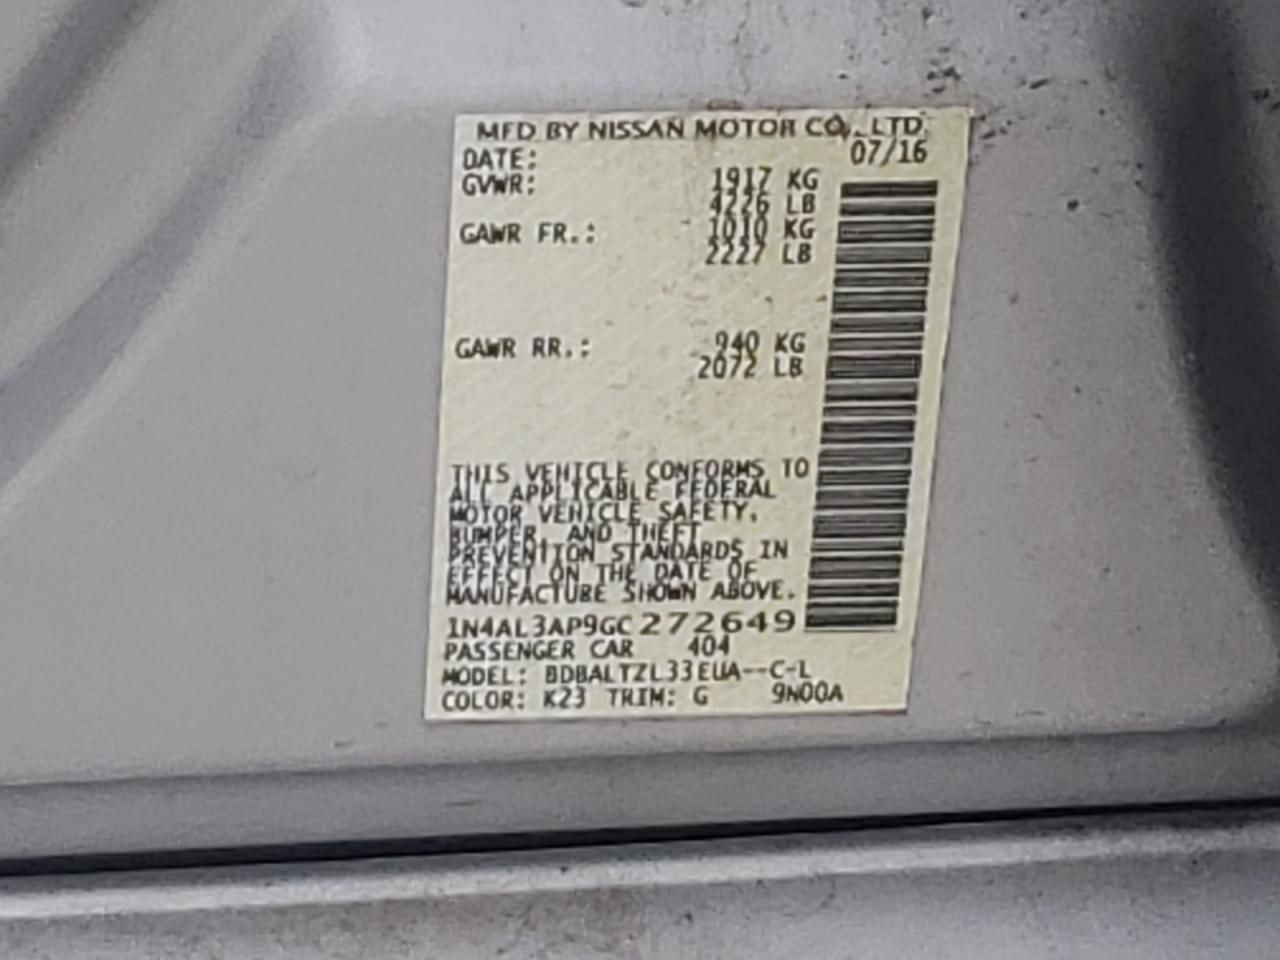 MFD BY NISSAN MOTOR CO., LTD.
DATE: 07/16
GVWR: 1917 KG
4226 LB
GAWR FR.: 1010 KG
2227 LB
GAWR RR.: 940 KG
2072 LB
THIS VEHICLE CONFORMS TO
ALL APPLICABLE FEDERAL
MOTOR VEHICLE SAFETY,
BUMPER, AND THEFT
PREVENTION STANDARDS IN
EFFECT ON THE DATE OF
MANUFACTURE SHOWN ABOVE.
1N4AL3AP9GC272649
PASSENGER CAR 404
MODEL: BDBALTZL33EUA--C-L
COLOR: K23 TRIM: G 9N00A